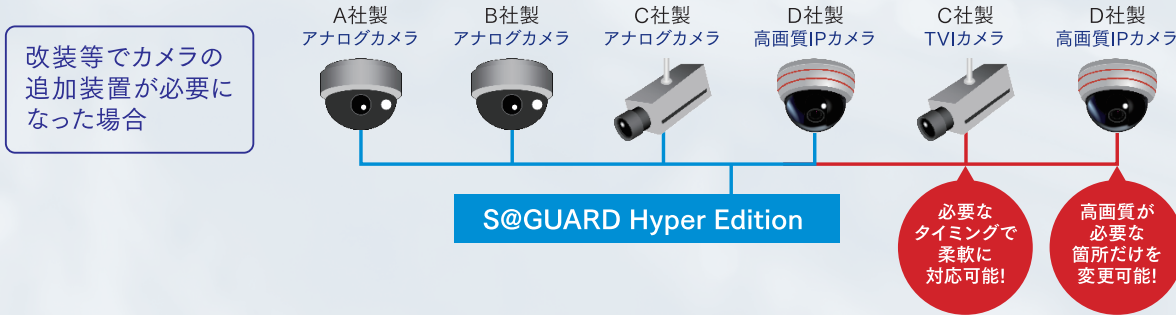 改装等でカメラの
追加装置が必要に
なった場合
A社製
アナログカメラ
B社製
アナログカメラ
C社製
アナログカメラ
D社製
高画質IPカメラ
C社製
TVIカメラ
D社製
高画質IPカメラ
S@GUARD Hyper Edition
必要な
タイミングで
柔軟に
対応可能!
高画質が
必要な
箇所だけを
変更可能!